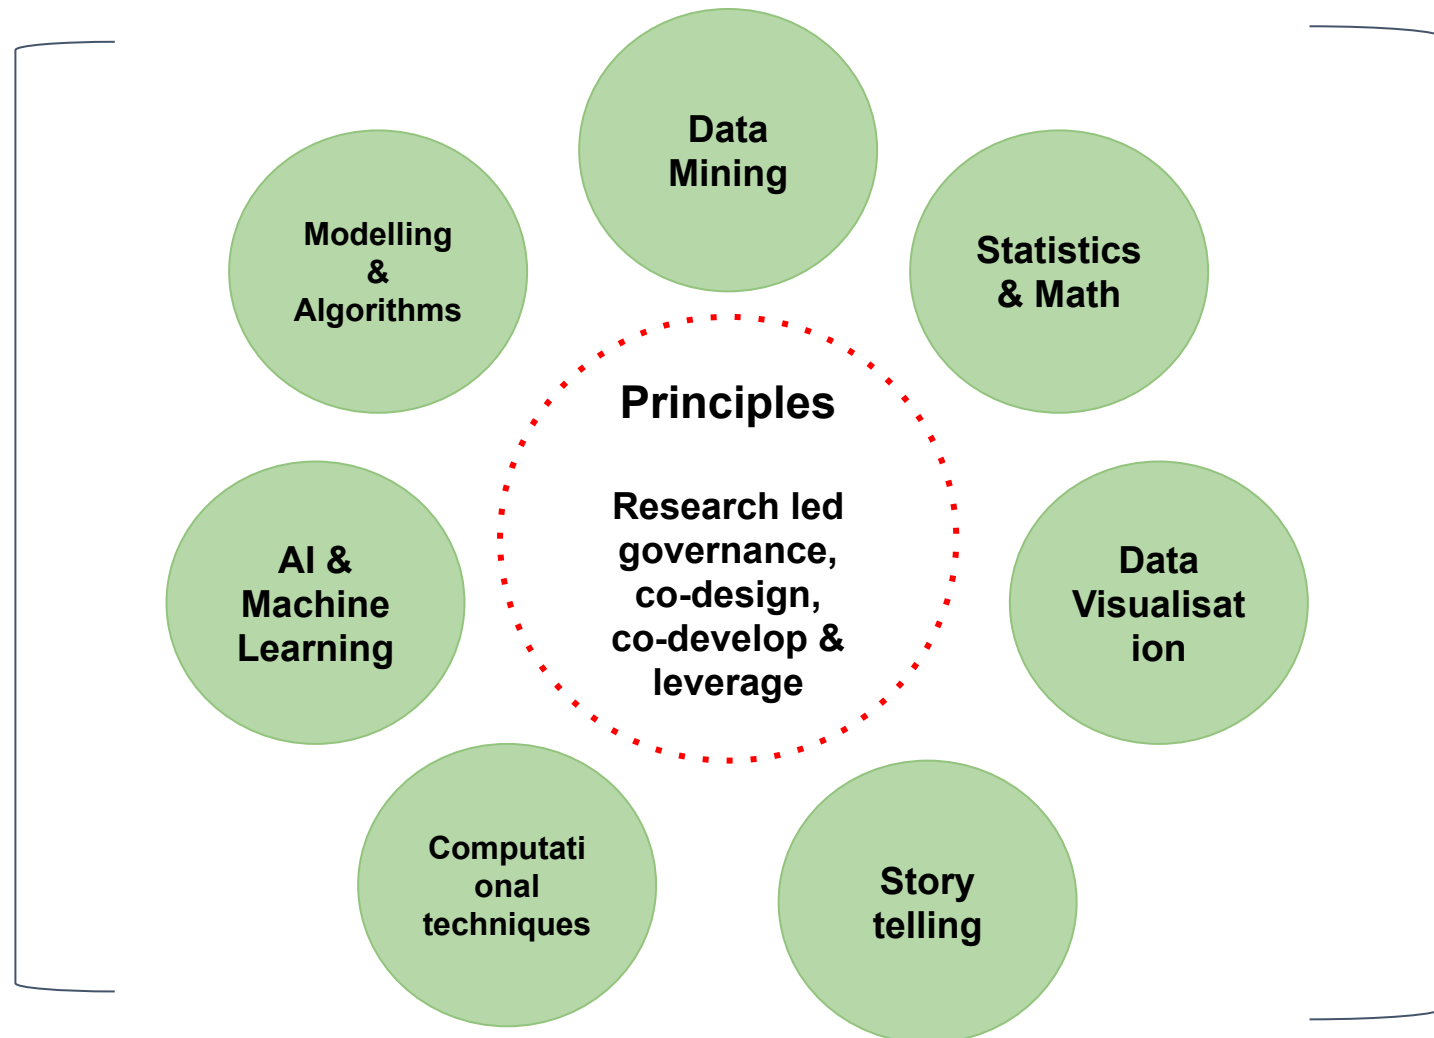 Data
Mining
Modelling
&
Algorithms
Statistics
& Math
Principles
Research led
governance,
co-design,
co-develop &
leverage
AI &
Machine
Learning
Data
Visualisat
ion
Computati
onal
techniques
Story
telling